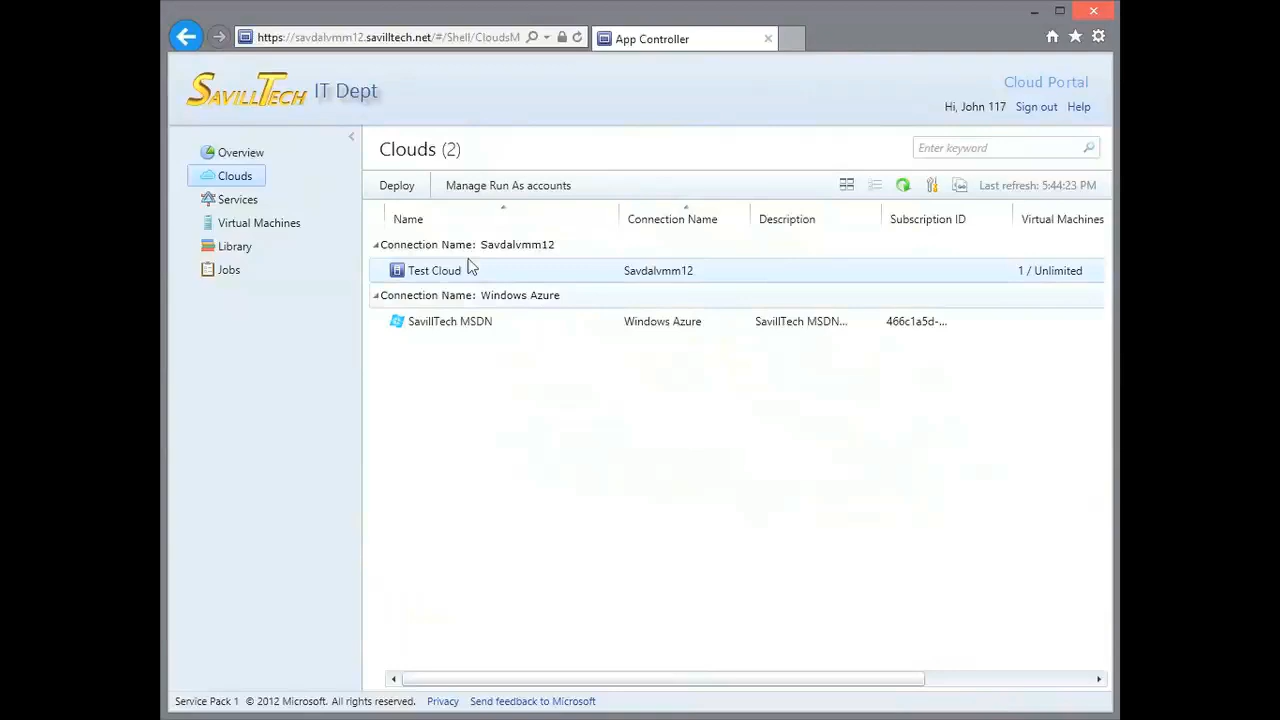 https://savdalvmm12.savilltech.net/#/Shell/CloudsM
App Controller
SAVILLTECH IT Dept
Cloud Portal
Hi, John 117 Sign out Help
Overview
Clouds
Services
Virtual Machines
Library
Jobs
Clouds (2)
Enter keyword
Deploy Manage Run As accounts Last refresh: 5:44:23 PM
Name Connection Name Description Subscription ID Virtual Machines
Connection Name: Savdalvmm12
Test Cloud Savdalvmm12 1 / Unlimited
Connection Name: Windows Azure
SavillTech MSDN Windows Azure SavillTech MSDN... 466c1a5d-...
Service Pack 1 © 2012 Microsoft. All rights reserved. Privacy Send feedback to Microsoft